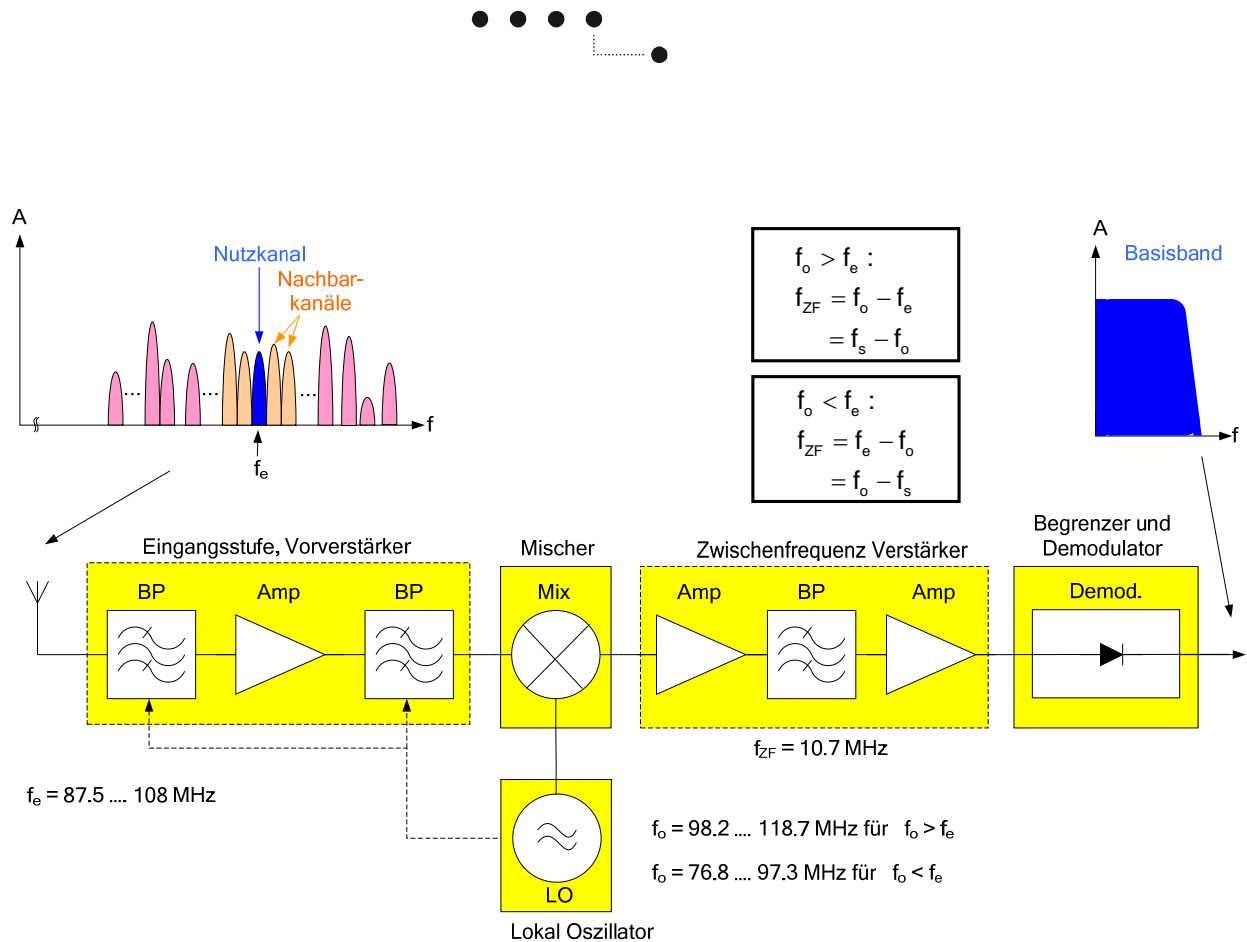 A
Nutzkanal
Nachbar-
kanäle
... ... ...
f
fₑ
fₒ > fₑ :
f_ZF = fₒ − fₑ
= fₛ − fₒ
fₒ < fₑ :
f_ZF = fₑ − fₒ
= fₒ − fₛ
A
Basisband
f
Eingangsstufe, Vorverstärker
BP Amp BP
Mischer
Mix
Zwischenfrequenz Verstärker
Amp BP Amp
Begrenzer und
Demodulator
Demod.
f_ZF = 10.7 MHz
fₑ = 87.5 .... 108 MHz
LO
Lokal Oszillator
fₒ = 98.2 .... 118.7 MHz für fₒ > fₑ
fₒ = 76.8 .... 97.3 MHz für fₒ < fₑ